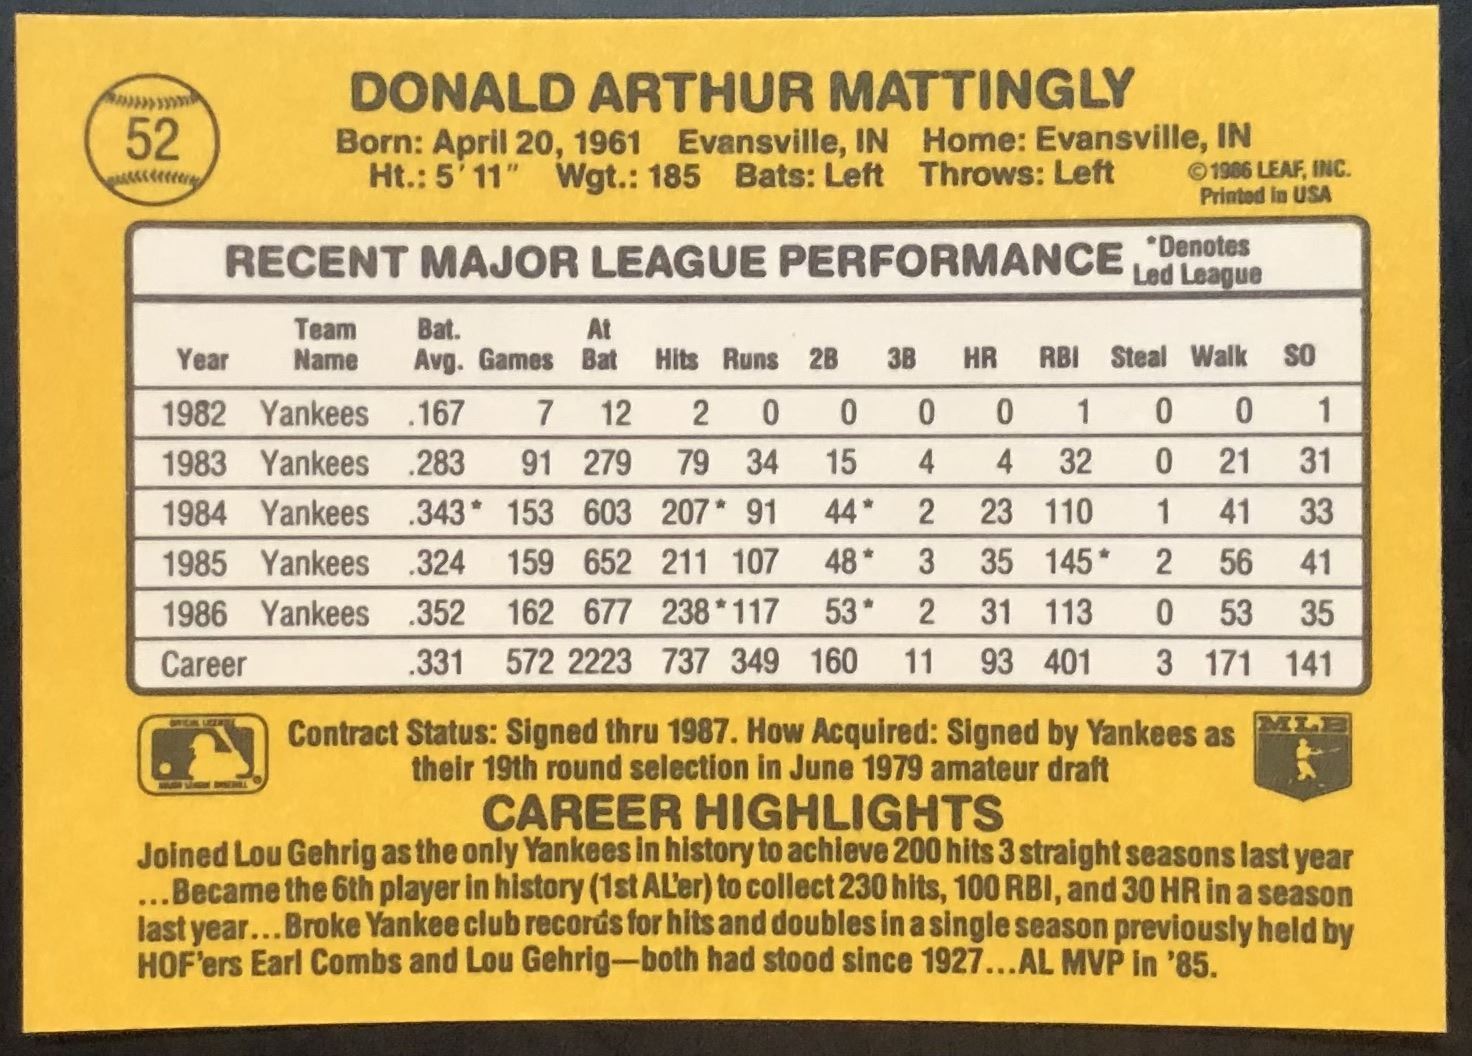 52
DONALD ARTHUR MATTINGLY
Born: April 20, 1961 Evansville, IN Home: Evansville, IN
Ht.: 5' 11" Wgt.: 185 Bats: Left Throws: Left
©1986 LEAF, INC.
Printed in USA
RECENT MAJOR LEAGUE PERFORMANCE *Denotes
Led League
Team Bat. At
Year Name Avg. Games Bat Hits Runs 2B 3B HR RBI Steal Walk SO
1982 Yankees .167 7 12 2 0 0 0 0 1 0 0 1
1983 Yankees .283 91 279 79 34 15 4 4 32 0 21 31
1984 Yankees .343* 153 603 207* 91 44* 2 23 110 1 41 33
1985 Yankees .324 159 652 211 107 48* 3 35 145* 2 56 41
1986 Yankees .352 162 677 238*117 53* 2 31 113 0 53 35
Career .331 572 2223 737 349 160 11 93 401 3 171 141
Contract Status: Signed thru 1987. How Acquired: Signed by Yankees as
their 19th round selection in June 1979 amateur draft
MLB
CAREER HIGHLIGHTS
Joined Lou Gehrig as the only Yankees in history to achieve 200 hits 3 straight seasons last year
...Became the 6th player in history (1st AL'er) to collect 230 hits, 100 RBI, and 30 HR in a season
last year...Broke Yankee club records for hits and doubles in a single season previously held by
HOF'ers Earl Combs and Lou Gehrig—both had stood since 1927...AL MVP in '85.